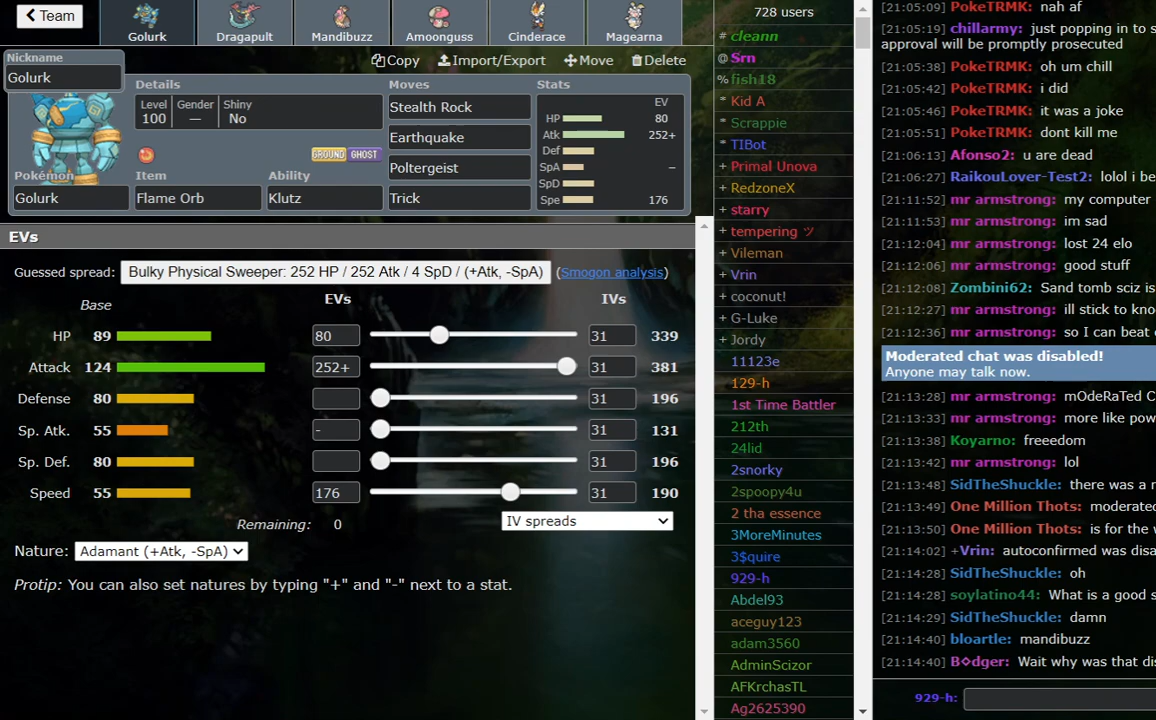 Team
Golurk
Dragapult
Mandibuzz
Amoonguss
Cinderace
Magearna
Copy
Import/Export
Move
Delete
Nickname
Golurk
Details
Level
100
Gender
—
Shiny
No
GROUND GHOST
Pokémon
Golurk
Item
Flame Orb
Ability
Klutz
Moves
Stealth Rock
Earthquake
Poltergeist
Trick
Stats
EV
HP 80
Atk 252+
Def
SpA –
SpD
Spe 176
EVs
Guessed spread: Bulky Physical Sweeper: 252 HP / 252 Atk / 4 SpD / (+Atk, -SpA) (Smogon analysis)
Base EVs IVs
HP 89 80 31 339
Attack 124 252+ 31 381
Defense 80 31 196
Sp. Atk. 55 - 31 131
Sp. Def. 80 31 196
Speed 55 176 31 190
Remaining: 0
IV spreads
Nature: Adamant (+Atk, -SpA)
Protip: You can also set natures by typing "+" and "-" next to a stat.
728 users
# cleann
@ Srn
% fish18
* Kid A
* Scrappie
* TIBot
+ Primal Unova
+ RedzoneX
+ starry
+ tempering ツ
+ Vileman
+ Vrin
+ coconut!
+ G-Luke
+ Jordy
11123e
129-h
1st Time Battler
212th
24lid
2snorky
2spoopy4u
2 tha essence
3MoreMinutes
3$quire
929-h
Abdel93
aceguy123
adam3560
AdminScizor
AFKrchasTL
Ag2625390
[21:05:09] PokeTRMK: nah af
[21:05:19] chillarmy: just popping in to s
approval will be promptly prosecuted
[21:05:38] PokeTRMK: oh um chill
[21:05:42] PokeTRMK: i did
[21:05:46] PokeTRMK: it was a joke
[21:05:51] PokeTRMK: dont kill me
[21:06:13] Afonso2: u are dead
[21:06:27] RaikouLover-Test2: lolol i be
[21:11:52] mr armstrong: my computer
[21:11:53] mr armstrong: im sad
[21:12:04] mr armstrong: lost 24 elo
[21:12:06] mr armstrong: good stuff
[21:12:08] Zombini62: Sand tomb sciz is
[21:12:27] mr armstrong: ill stick to kno
[21:12:36] mr armstrong: so I can beat
Moderated chat was disabled!
Anyone may talk now.
[21:13:28] mr armstrong: mOdeRaTed C
[21:13:33] mr armstrong: more like pow
[21:13:38] Koyarno: freeedom
[21:13:42] mr armstrong: lol
[21:13:48] SidTheShuckle: there was a r
[21:13:49] One Million Thots: moderated
[21:13:50] One Million Thots: is for the
[21:14:02] +Vrin: autoconfirmed was disa
[21:14:28] SidTheShuckle: oh
[21:14:28] soylatino44: What is a good s
[21:14:29] SidTheShuckle: damn
[21:14:40] bloartle: mandibuzz
[21:14:40] B◇dger: Wait why was that dis
929-h: